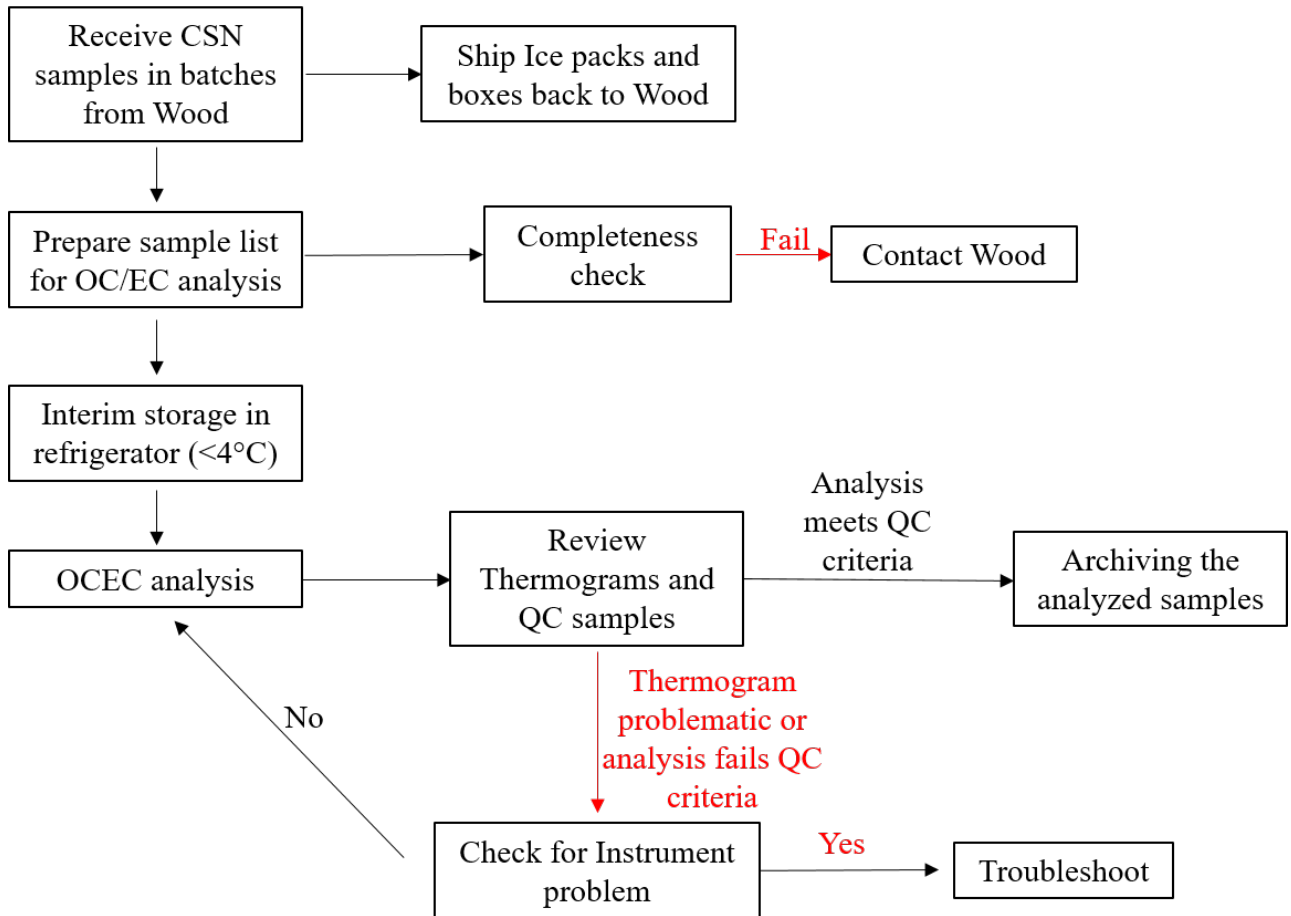 Receive CSN
samples in batches
from Wood
Ship Ice packs and
boxes back to Wood
Prepare sample list
for OC/EC analysis
Completeness
check
Fail
Contact Wood
Interim storage in
refrigerator (<4°C)
OCEC analysis
Review
Thermograms and
QC samples
Analysis
meets QC
criteria
Archiving the
analyzed samples
Thermogram
problematic or
analysis fails QC
criteria
No
Check for Instrument
problem
Yes
Troubleshoot